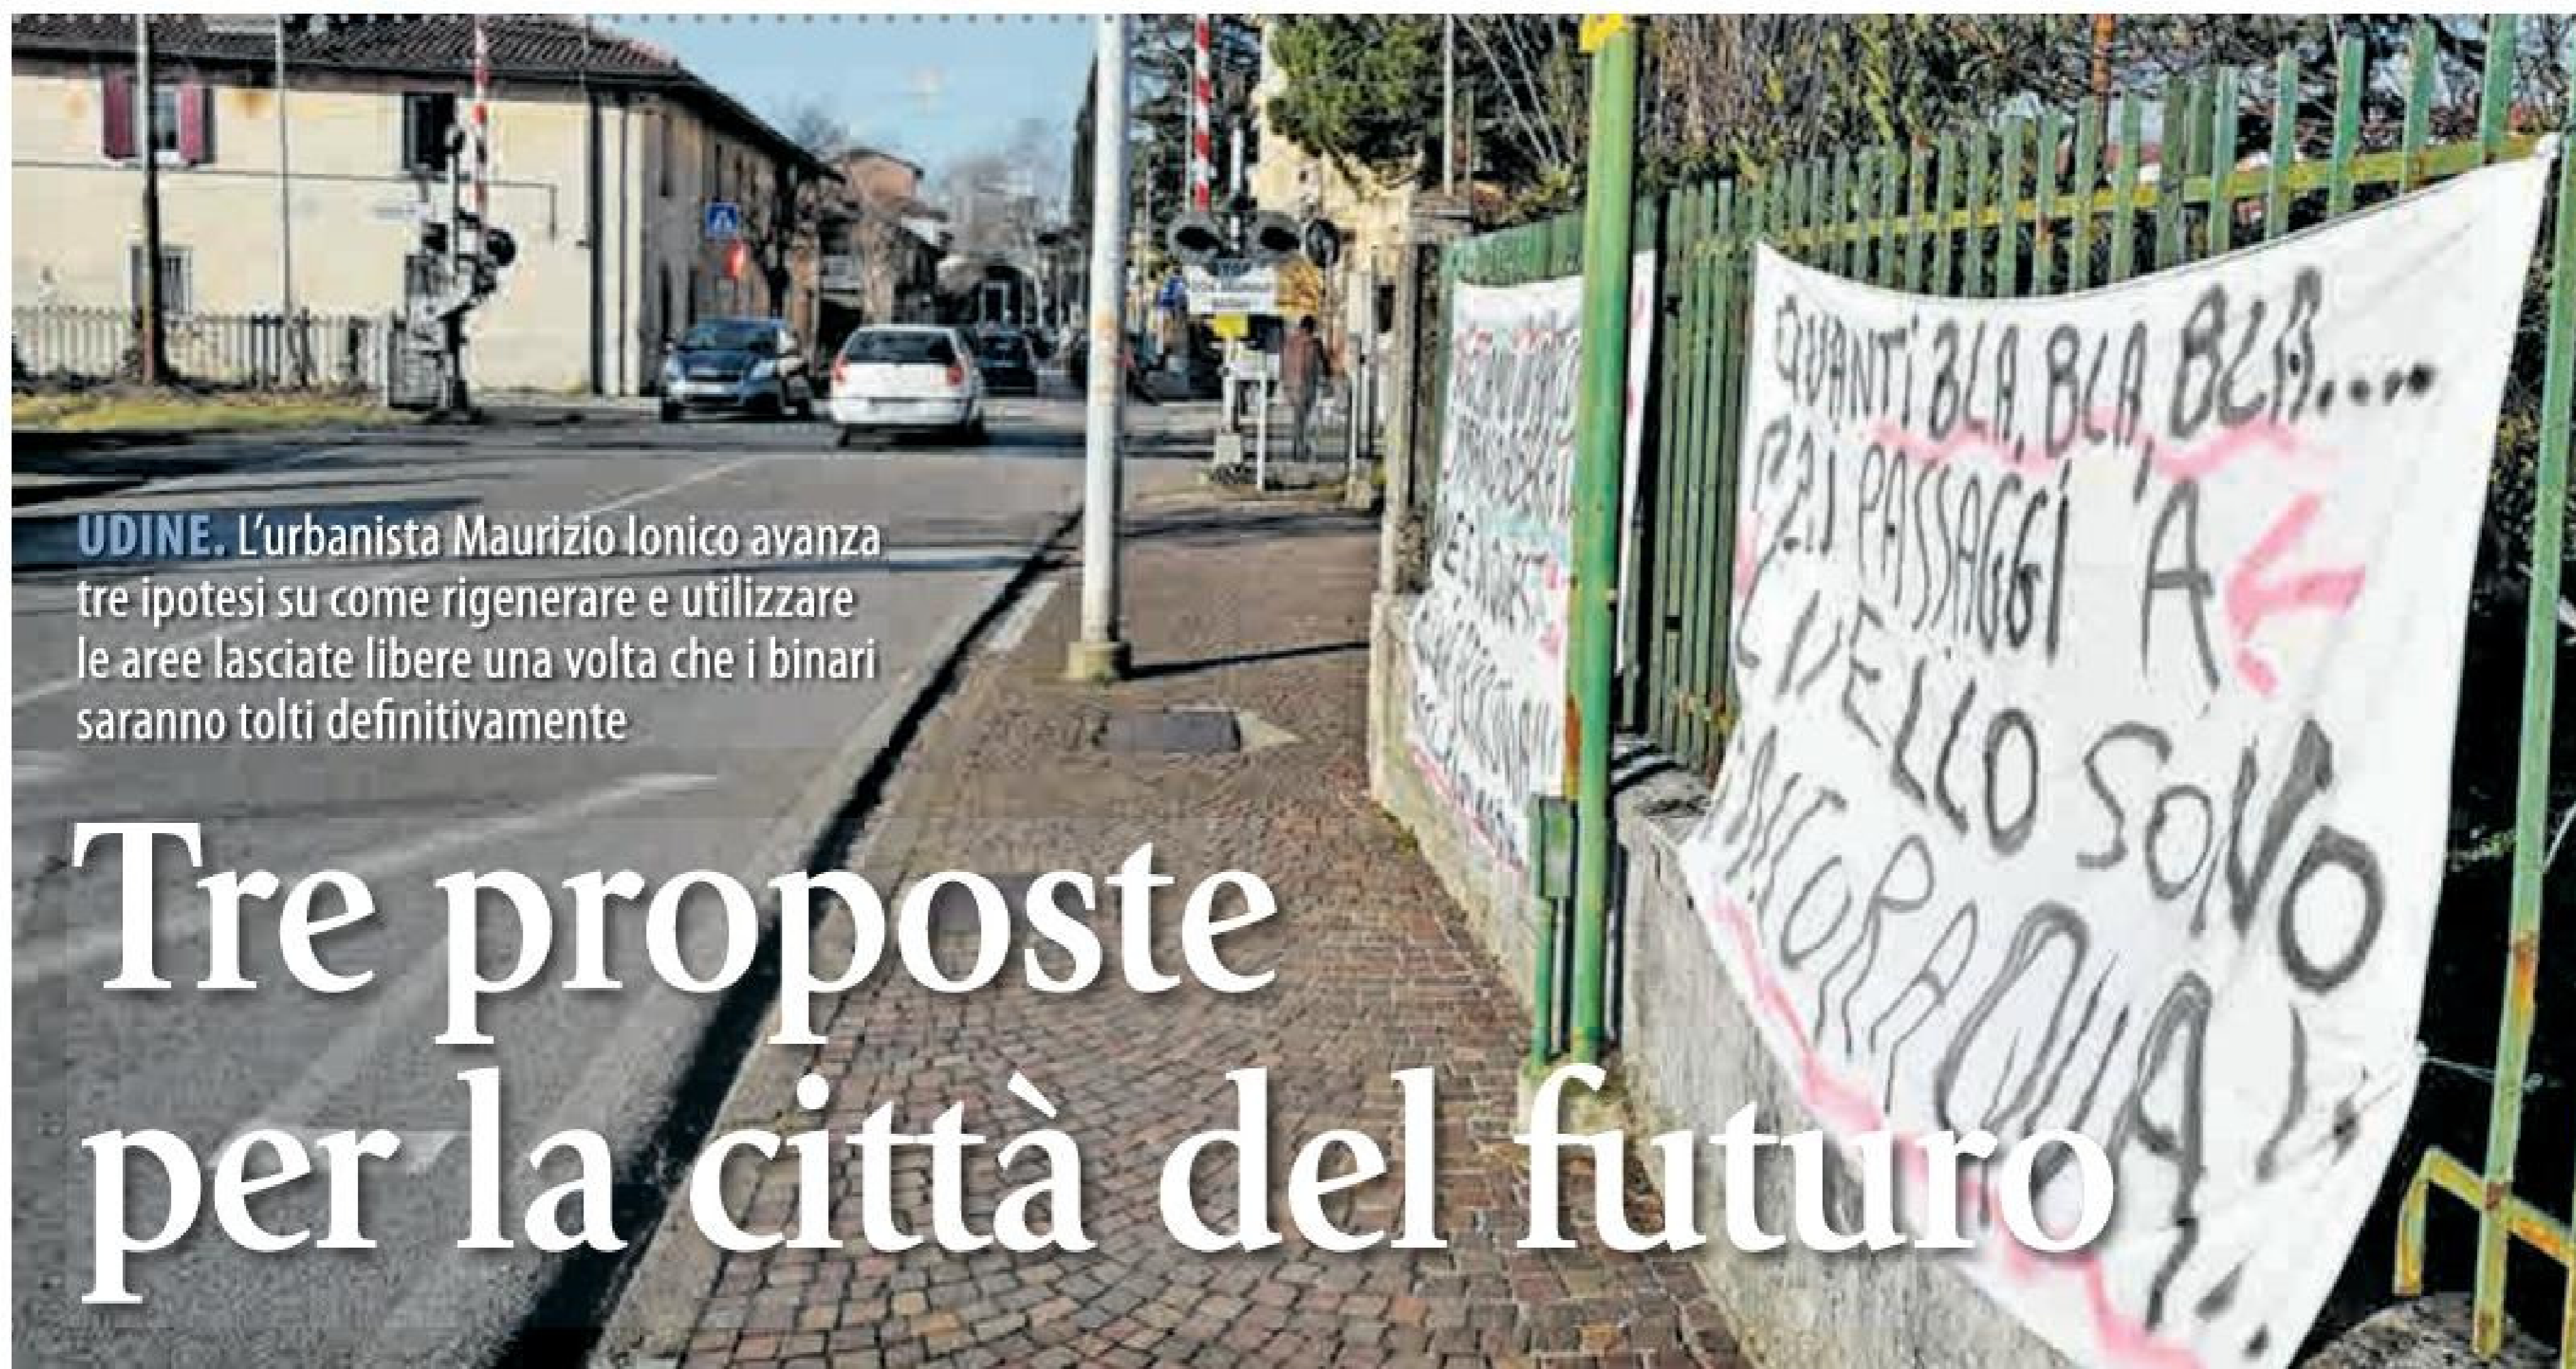 UDINE. L'urbanista Maurizio Ionico avanza
tre ipotesi su come rigenerare e utilizzare
le aree lasciate libere una volta che i binari
saranno tolti definitivamente
Tre proposte
per la città del futuro
QUANTI BLA, BLA, BLA....
PASSAGGI A
LIVELLO SONO
ANCORA QUA!
STOP